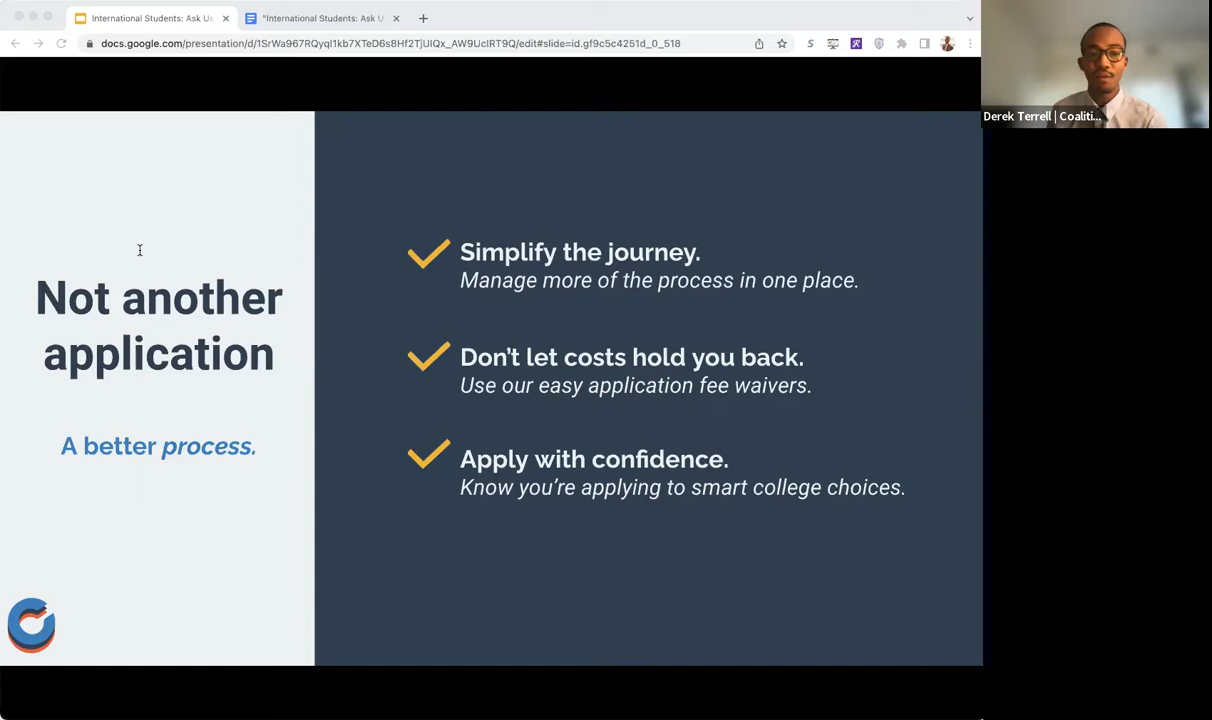 International Students: Ask Us
"International Students: Ask U
docs.google.com/presentation/d/1SrWa967RQyql1kb7XTeD6s8Hf2TjUIQx_AW9UclRT9Q/edit#slide=id.gf9c5c4251d_0_518
Derek Terrell | Coaliti...
Not another
application
A better process.
Simplify the journey.
Manage more of the process in one place.
Don't let costs hold you back.
Use our easy application fee waivers.
Apply with confidence.
Know you're applying to smart college choices.